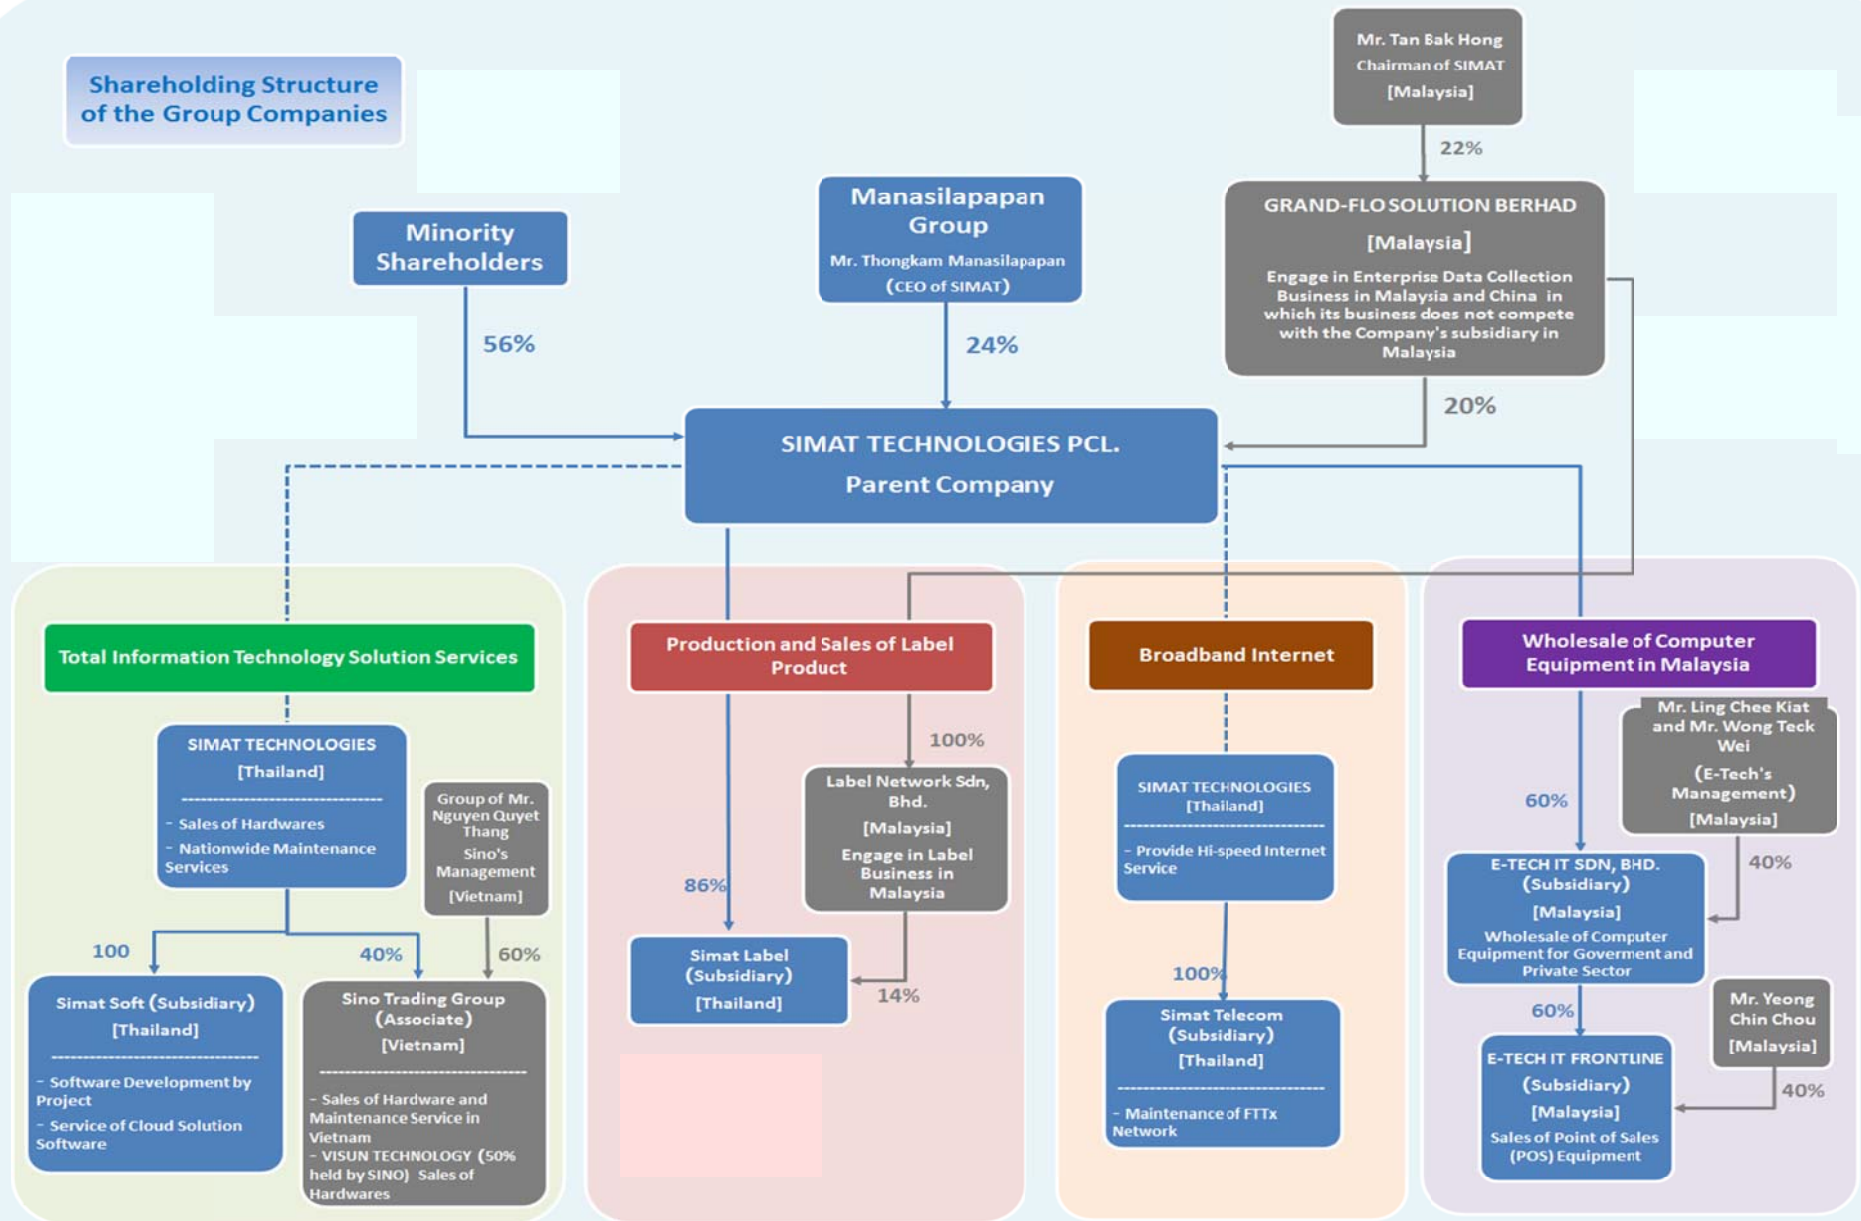 Shareholding Structure
of the Group Companies
Mr. Tan Bak Hong
Chairman of SIMAT
[Malaysia]
22%
Minority
Shareholders
56%
Manasilapapan
Group
Mr. Thongkam Manasilapapan
(CEO of SIMAT)
24%
GRAND-FLO SOLUTION BERHAD
[Malaysia]
Engage in Enterprise Data Collection
Business in Malaysia and China in
which its business does not compete
with the Company's subsidiary in
Malaysia
20%
SIMAT TECHNOLOGIES PCL.
Parent Company
Total Information Technology Solution Services
SIMAT TECHNOLOGIES
[Thailand]
--------------------------------
- Sales of Hardwares
- Nationwide Maintenance
Services
Group of Mr.
Nguyen Quyet
Thang
Sino's
Management
[Vietnam]
100
40%
60%
Simat Soft (Subsidiary)
[Thailand]
---------------------------------
- Software Development by
Project
- Service of Cloud Solution
Software
Sino Trading Group
(Associate)
[Vietnam]
---------------------------------
- Sales of Hardware and
Maintenance Service in
Vietnam
- VISUN TECHNOLOGY (50%
held by SINO) Sales of
Hardwares
Production and Sales of Label
Product
100%
Label Network Sdn,
Bhd.
[Malaysia]
Engage in Label
Business in
Malaysia
86%
14%
Simat Label
(Subsidiary)
[Thailand]
Broadband Internet
SIMAT TECHNOLOGIES
[Thailand]
--------------------------------
- Provide Hi-speed Internet
Service
100%
Simat Telecom
(Subsidiary)
[Thailand]
---------------------------------
- Maintenance of FTTx
Network
Wholesale of Computer
Equipment in Malaysia
60%
Mr. Ling Chee Kiat
and Mr. Wong Teck
Wei
(E-Tech's
Management)
[Malaysia]
40%
E-TECH IT SDN, BHD.
(Subsidiary)
[Malaysia]
Wholesale of Computer
Equipment for Goverment and
Private Sector
60%
Mr. Yeong
Chin Chou
[Malaysia]
40%
E-TECH IT FRONTLINE
(Subsidiary)
[Malaysia]
Sales of Point of Sales
(POS) Equipment